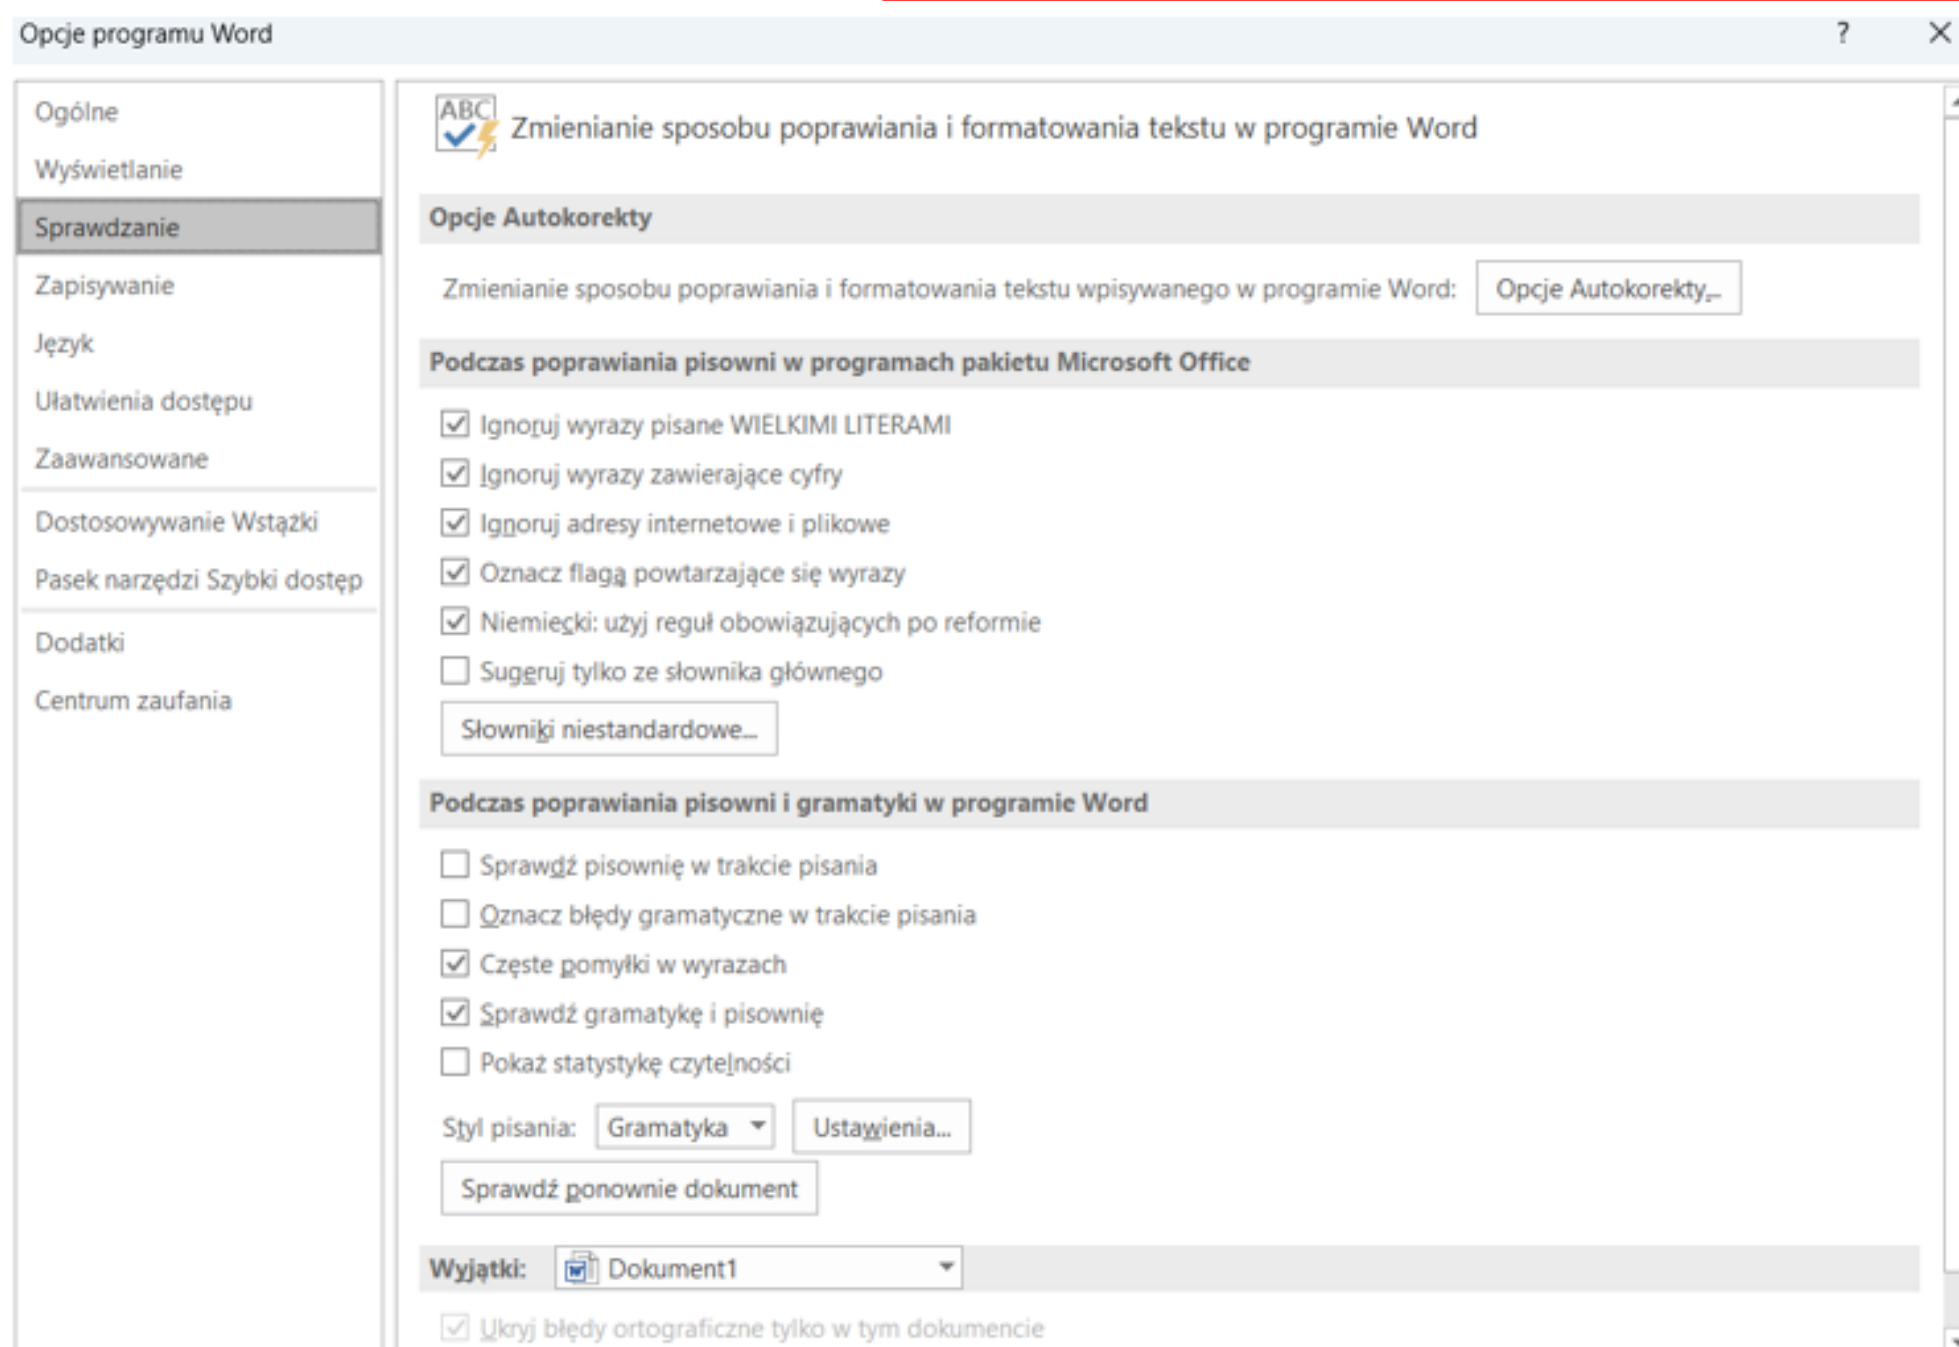 Opcje programu Word
?
Ogólne
Wyświetlanie
Sprawdzanie
Zapisywanie
Język
Ułatwienia dostępu
Zaawansowane
Dostosowywanie Wstążki
Pasek narzędzi Szybki dostęp
Dodatki
Centrum zaufania
ABC
Zmienianie sposobu poprawiania i formatowania tekstu w programie Word
Opcje Autokorekty
Zmienianie sposobu poprawiania i formatowania tekstu wpisywanego w programie Word: Opcje Autokorekty...
Podczas poprawiania pisowni w programach pakietu Microsoft Office
Ignoruj wyrazy pisane WIELKIMI LITERAMI
Ignoruj wyrazy zawierające cyfry
Ignoruj adresy internetowe i plikowe
Oznacz flagą powtarzające się wyrazy
Niemiecki: użyj reguł obowiązujących po reformie
Sugeruj tylko ze słownika głównego
Słowniki niestandardowe...
Podczas poprawiania pisowni i gramatyki w programie Word
Sprawdź pisownię w trakcie pisania
Oznacz błędy gramatyczne w trakcie pisania
Częste pomyłki w wyrazach
Sprawdź gramatykę i pisownię
Pokaż statystykę czytelności
Styl pisania: Gramatyka Ustawienia...
Sprawdź ponownie dokument
Wyjątki: Dokument1
Ukryj błędy ortograficzne tylko w tym dokumencie